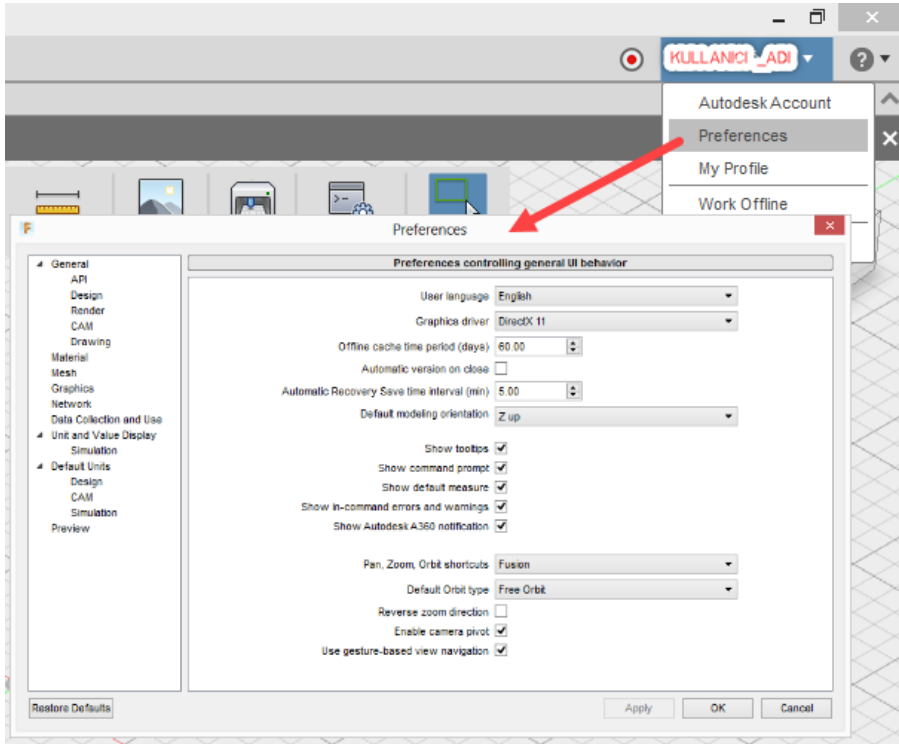 KULLANICI _ADI
?
Autodesk Account
Preferences
My Profile
Work Offline
F
Preferences
General
API
Design
Render
CAM
Drawing
Material
Mesh
Graphics
Network
Data Collection and Use
Unit and Value Display
Simulation
Default Units
Design
CAM
Simulation
Preview
Preferences controlling general UI behavior
User language English
Graphics driver DirectX 11
Offline cache time period (days) 60.00
Automatic version on close
Automatic Recovery Save time interval (min) 5.00
Default modeling orientation Z up
Show tooltips
Show command prompt
Show default measure
Show in-command errors and warnings
Show Autodesk A360 notification
Pan, Zoom, Orbit shortcuts Fusion
Default Orbit type Free Orbit
Reverse zoom direction
Enable camera pivot
Use gesture-based view navigation
Restore Defaults
Apply OK Cancel